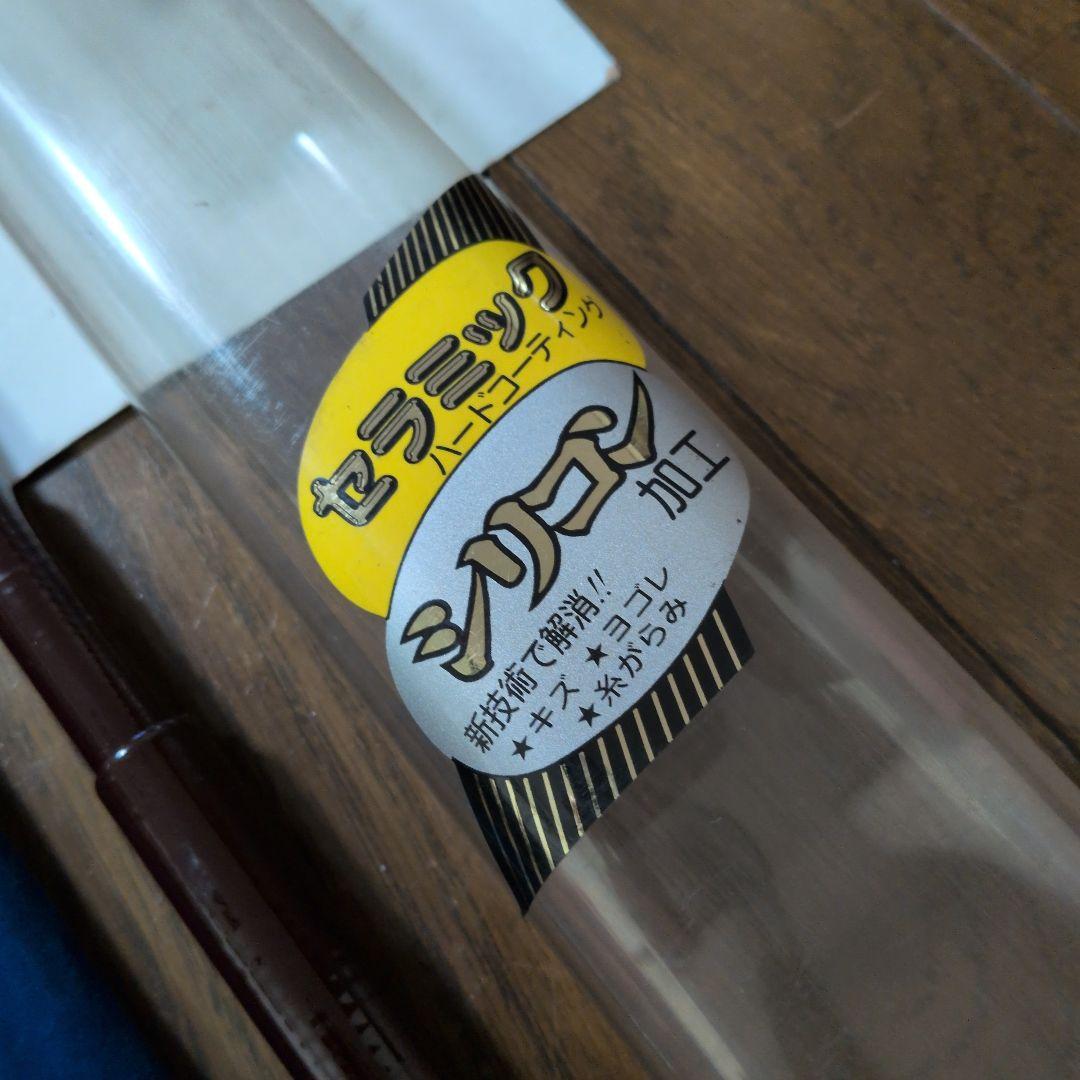 セラミック
ハードコーティング
シリコン
加工
新技術で解消!!
★キズ ★ヨゴレ
★糸がらみ